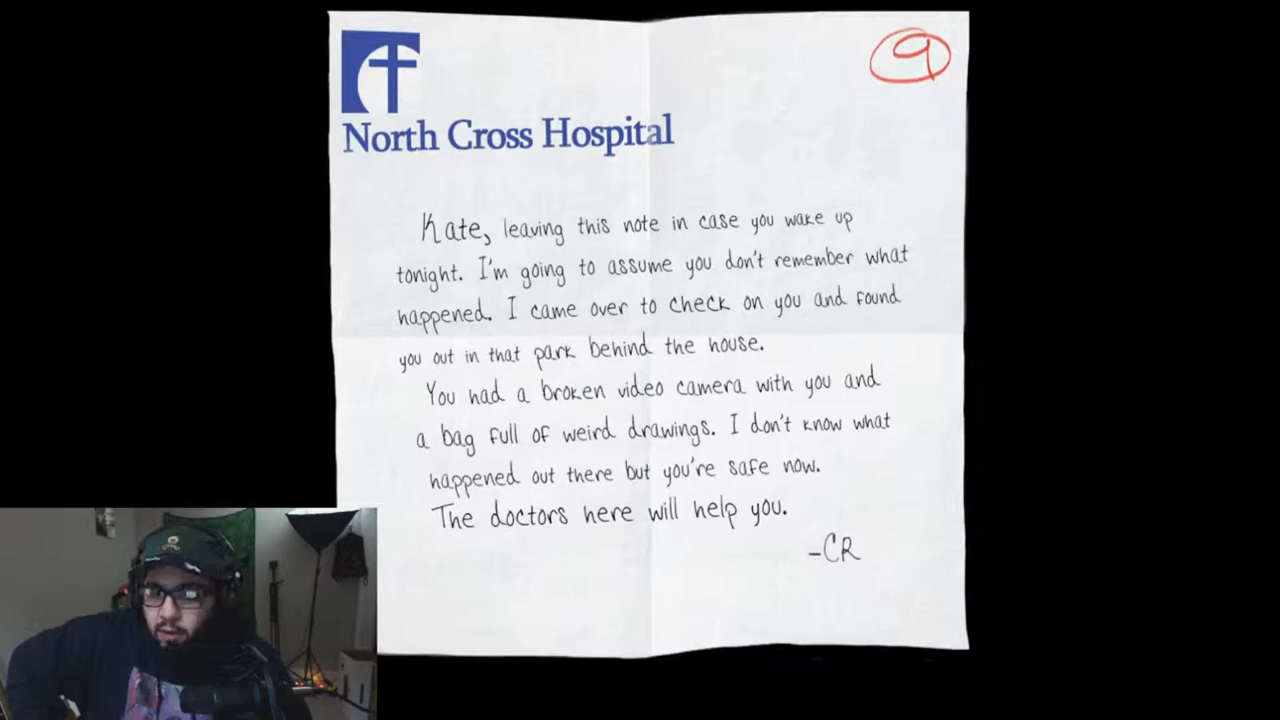 9
North Cross Hospital
Kate, leaving this note in case you wake up
tonight. I'm going to assume you don't remember what
happened. I came over to check on you and found
you out in that park behind the house.
You had a broken video camera with you and
a bag full of weird drawings. I don't know what
happened out there but you're safe now.
The doctors here will help you.
-CR